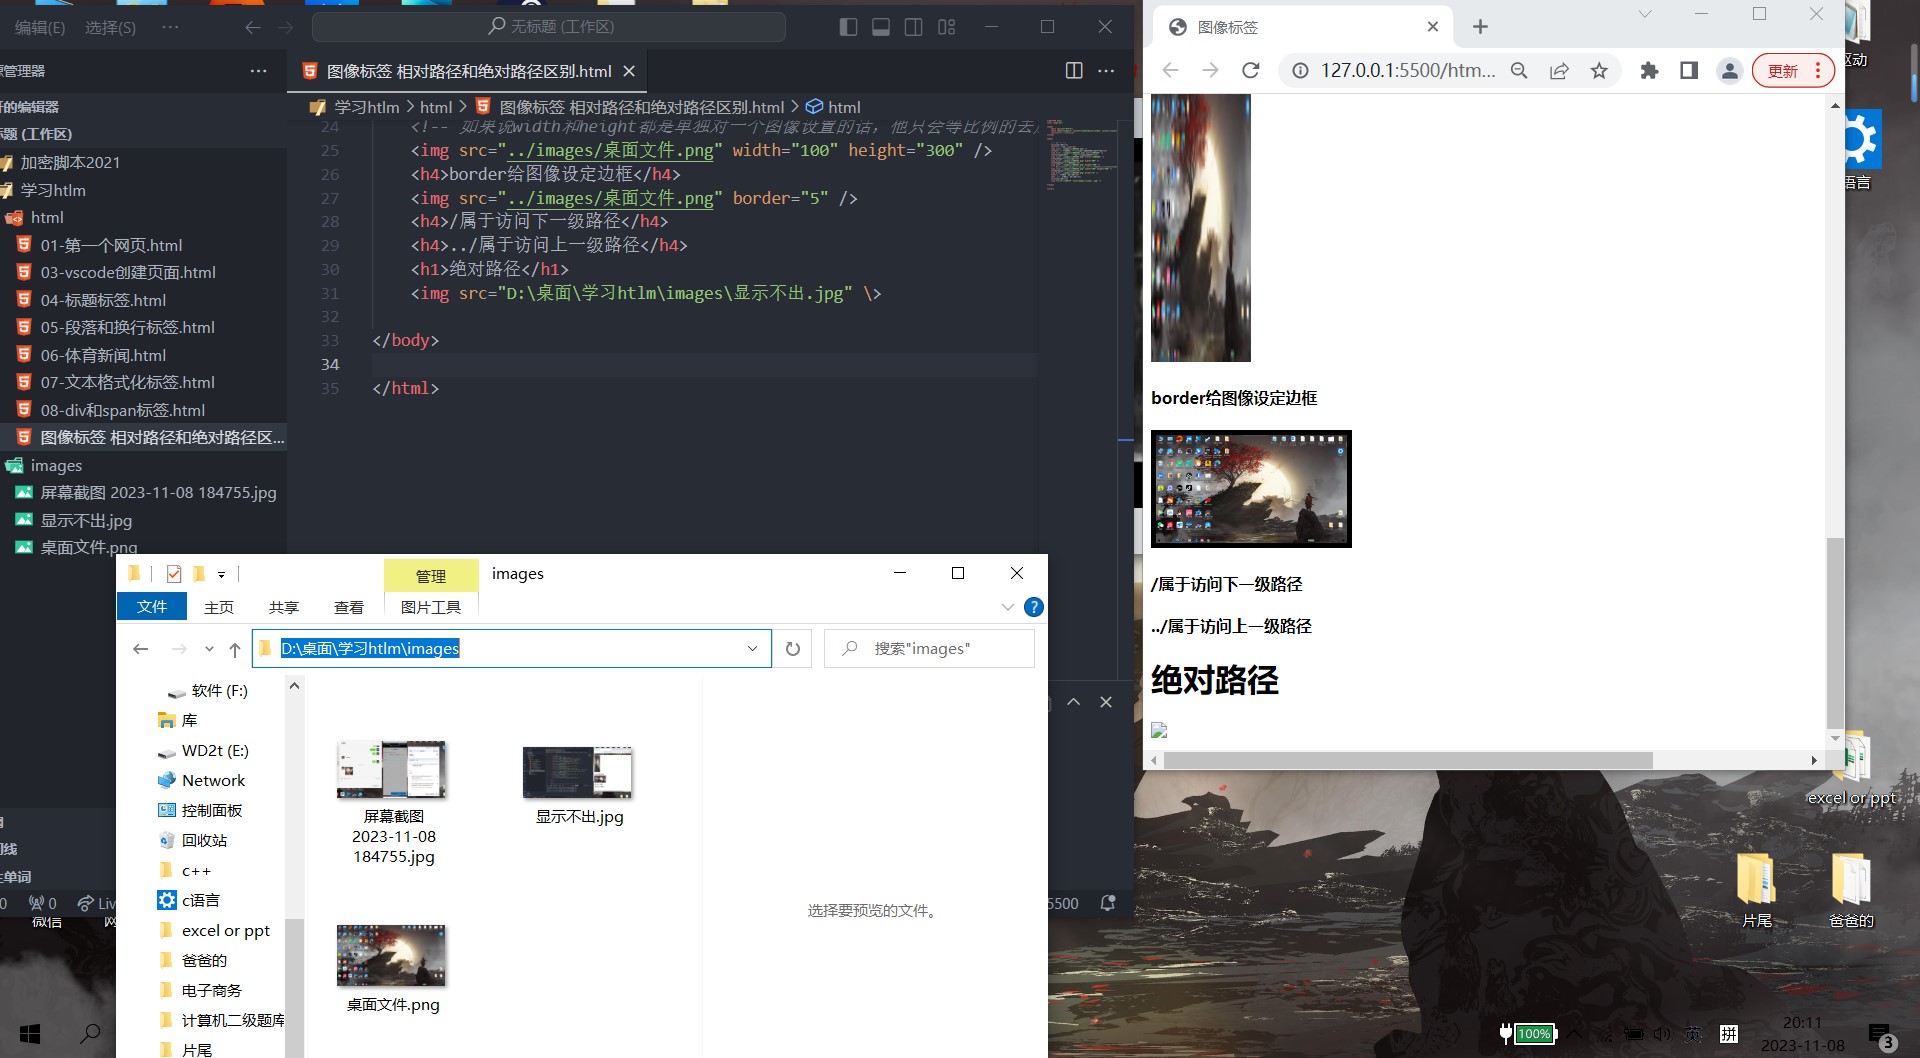 编辑(E) 选择(S) ···
无标题 (工作区)
管理器
图像标签 相对路径和绝对路径区别.html
学习htlm > html > 图像标签 相对路径和绝对路径区别.html > html
的编辑器
(工作区)
加密脚本2021
学习htlm
html
01-第一个网页.html
03-vscode创建页面.html
04-标题标签.html
05-段落和换行标签.html
06-体育新闻.html
07-文本格式化标签.html
08-div和span标签.html
图像标签 相对路径和绝对路径区...
images
屏幕截图 2023-11-08 184755.jpg
显示不出.jpg
桌面文件.png
24 <!-- 如果说width和height都是单独对一个图像设置的话，他只会等比例的去
25 <img src="../images/桌面文件.png" width="100" height="300" />
26 <h4>border给图像设定边框</h4>
27 <img src="../images/桌面文件.png" border="5" />
28 <h4>/属于访问下一级路径</h4>
29 <h4>../属于访问上一级路径</h4>
30 <h1>绝对路径</h1>
31 <img src="D:\桌面\学习htlm\images\显示不出.jpg" \>
32
33 </body>
34
35 </html>
单词
0
0
Liv
5500
微信
管理
images
文件
主页
共享
查看
图片工具
D:\桌面\学习htlm\images
搜索"images"
软件 (F:)
库
WD2t (E:)
Network
控制面板
回收站
c++
c语言
excel or ppt
爸爸的
电子商务
计算机二级题库
片尾
屏幕截图
2023-11-08
184755.jpg
显示不出.jpg
桌面文件.png
选择要预览的文件。
图像标签
127.0.0.1:5500/htm...
更新
border给图像设定边框
/属于访问下一级路径
../属于访问上一级路径
绝对路径
驱动
语言
excel or ppt
片尾
爸爸的
100%
英
拼
20:11
2023-11-08
3